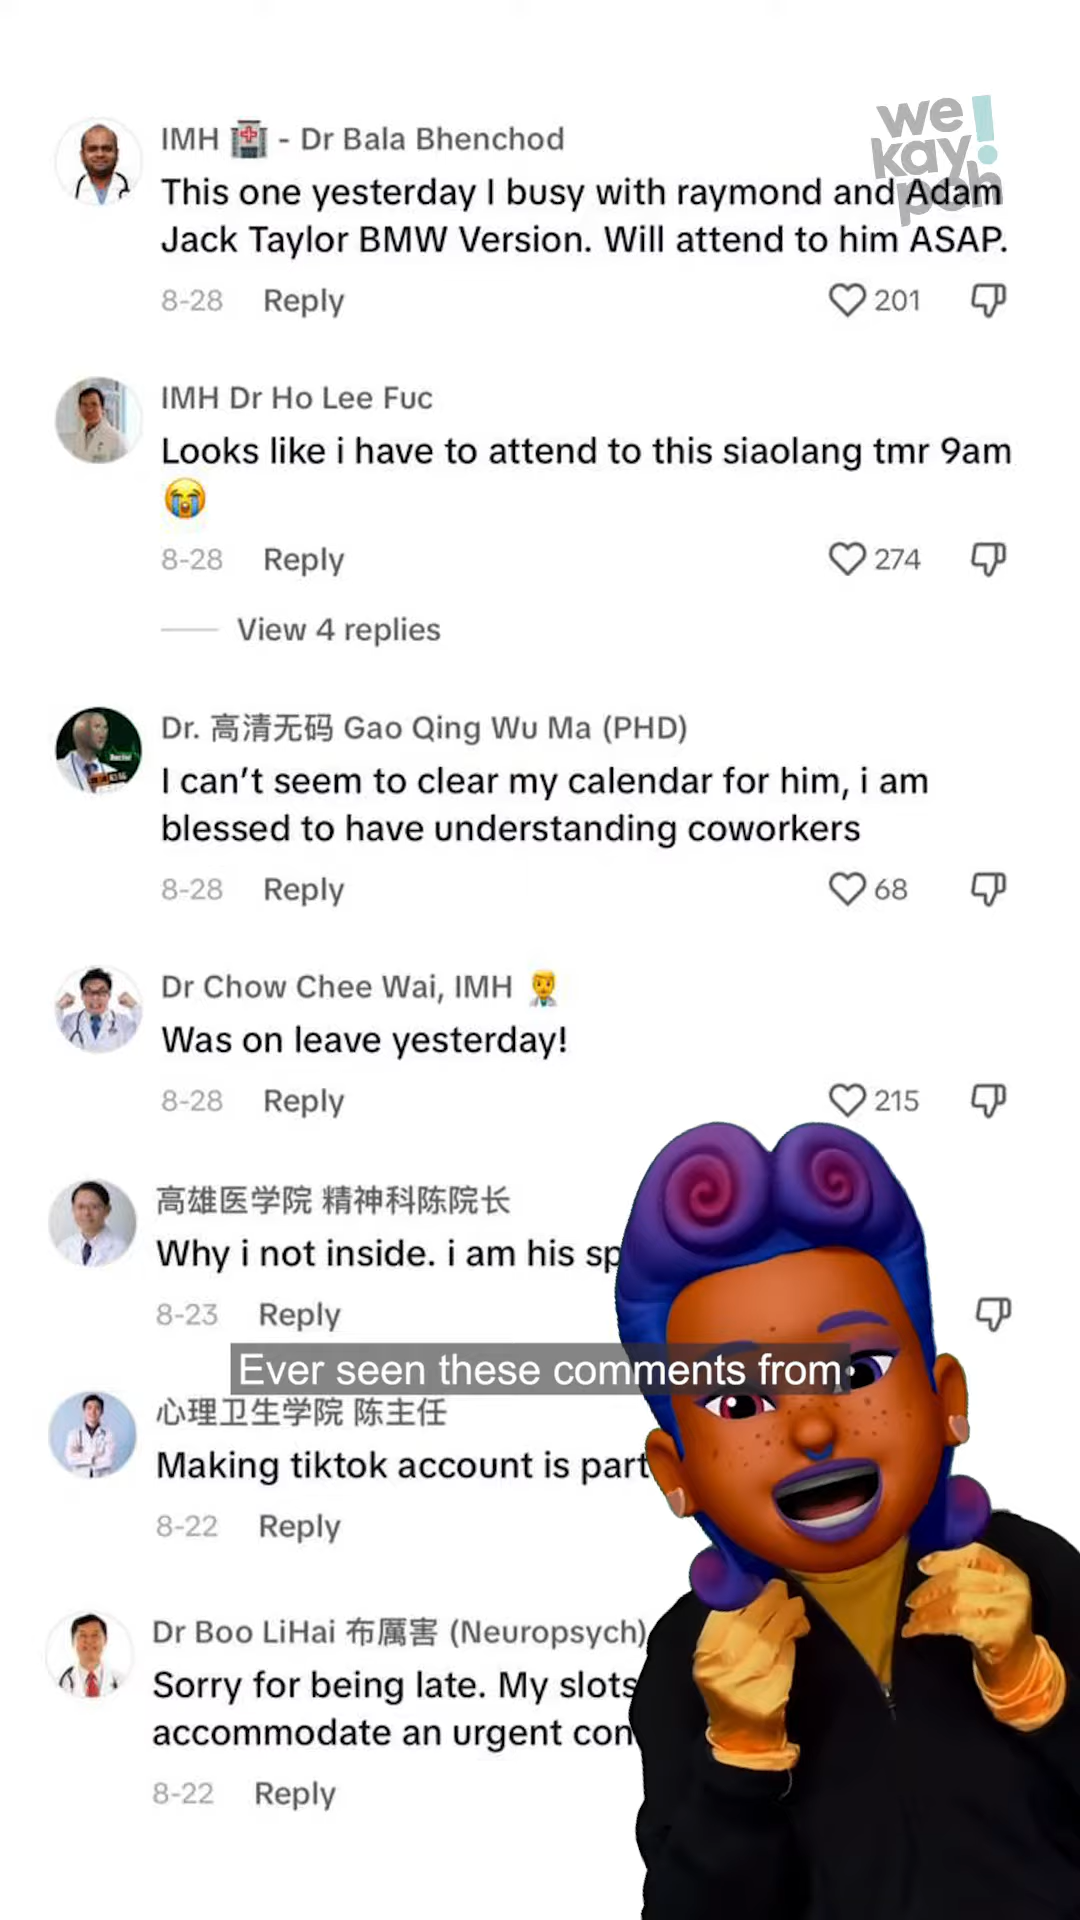 we!
kay
poh
IMH 🏥 - Dr Bala Bhenchod
This one yesterday I busy with raymond and Adam
Jack Taylor BMW Version. Will attend to him ASAP.
8-28 Reply 201
IMH Dr Ho Lee Fuc
Looks like i have to attend to this siaolang tmr 9am
😭
8-28 Reply 274
View 4 replies
Dr. 高清无码 Gao Qing Wu Ma (PHD)
I can’t seem to clear my calendar for him, i am
blessed to have understanding coworkers
8-28 Reply 68
Dr Chow Chee Wai, IMH 👨‍⚕️
Was on leave yesterday!
8-28 Reply 215
高雄医学院 精神科陈院长
Why i not inside. i am his sp
8-23 Reply
Ever seen these comments from
心理卫生学院 陈主任
Making tiktok account is part
8-22 Reply
Dr Boo LiHai 布厲害 (Neuropsych)
Sorry for being late. My slots
accommodate an urgent con
8-22 Reply